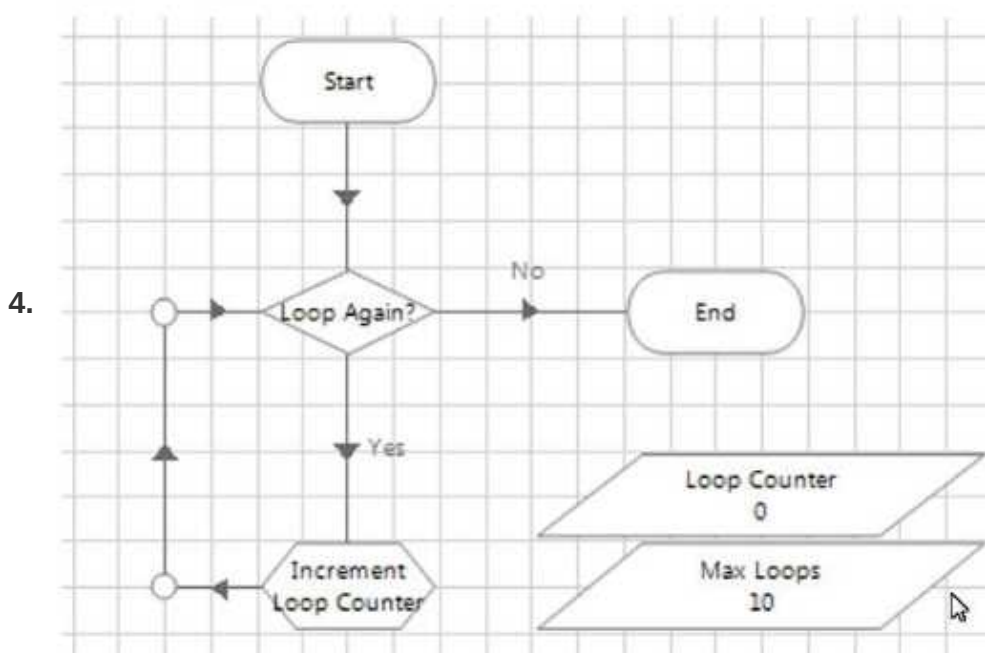 Start
No
4.
Loop Again?
End
Yes
Loop Counter
0
Increment
Loop Counter
Max Loops
10